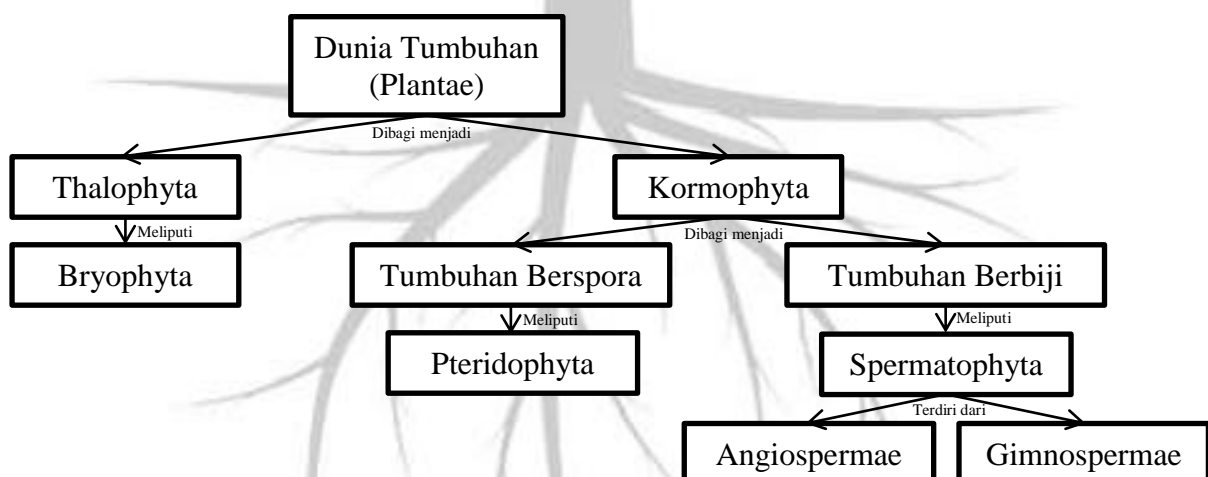 Dunia Tumbuhan
(Plantae)
Dibagi menjadi
Thalophyta
Kormophyta
Meliputi
Dibagi menjadi
Bryophyta
Tumbuhan Berspora
Tumbuhan Berbiji
Meliputi
Meliputi
Pteridophyta
Spermatophyta
Terdiri dari
Angiospermae
Gimnospermae